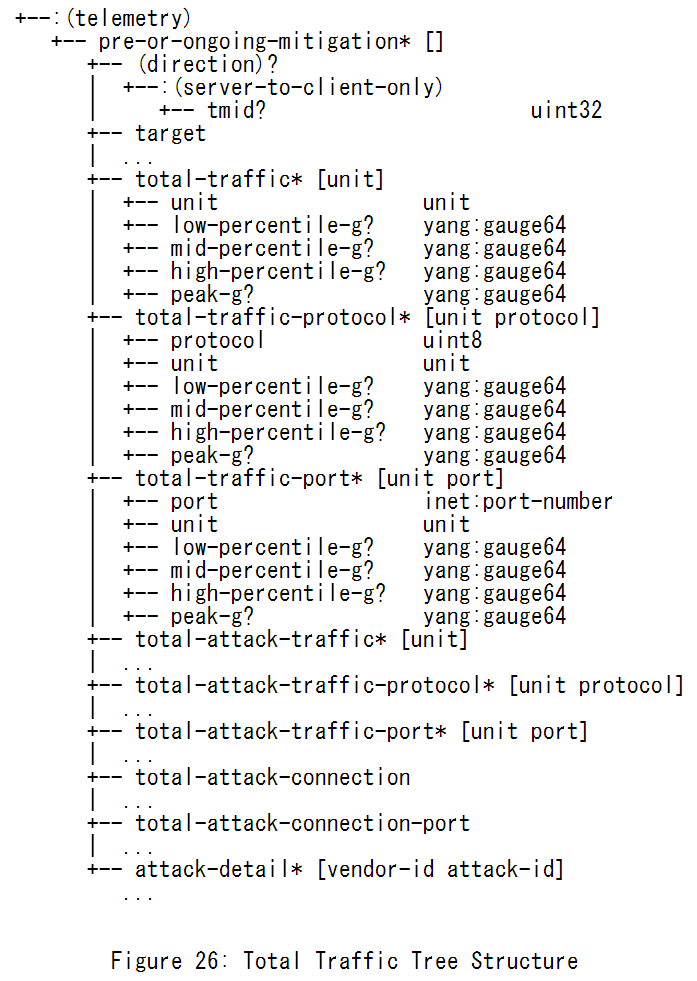 +--:(telemetry)
   +-- pre-or-ongoing-mitigation* []
      +-- (direction)?
      |  +--:(server-to-client-only)
      |     +-- tmid?                      uint32
      +-- target
      |  ...
      +-- total-traffic* [unit]
      |  +-- unit                 unit
      |  +-- low-percentile-g?    yang:gauge64
      |  +-- mid-percentile-g?    yang:gauge64
      |  +-- high-percentile-g?   yang:gauge64
      |  +-- peak-g?              yang:gauge64
      +-- total-traffic-protocol* [unit protocol]
      |  +-- protocol             uint8
      |  +-- unit                 unit
      |  +-- low-percentile-g?    yang:gauge64
      |  +-- mid-percentile-g?    yang:gauge64
      |  +-- high-percentile-g?   yang:gauge64
      |  +-- peak-g?              yang:gauge64
      +-- total-traffic-port* [unit port]
      |  +-- port                 inet:port-number
      |  +-- unit                 unit
      |  +-- low-percentile-g?    yang:gauge64
      |  +-- mid-percentile-g?    yang:gauge64
      |  +-- high-percentile-g?   yang:gauge64
      |  +-- peak-g?              yang:gauge64
      +-- total-attack-traffic* [unit]
      |  ...
      +-- total-attack-traffic-protocol* [unit protocol]
      |  ...
      +-- total-attack-traffic-port* [unit port]
      |  ...
      +-- total-attack-connection
      |  ...
      +-- total-attack-connection-port
      |  ...
      +-- attack-detail* [vendor-id attack-id]
         ...
Figure 26: Total Traffic Tree Structure